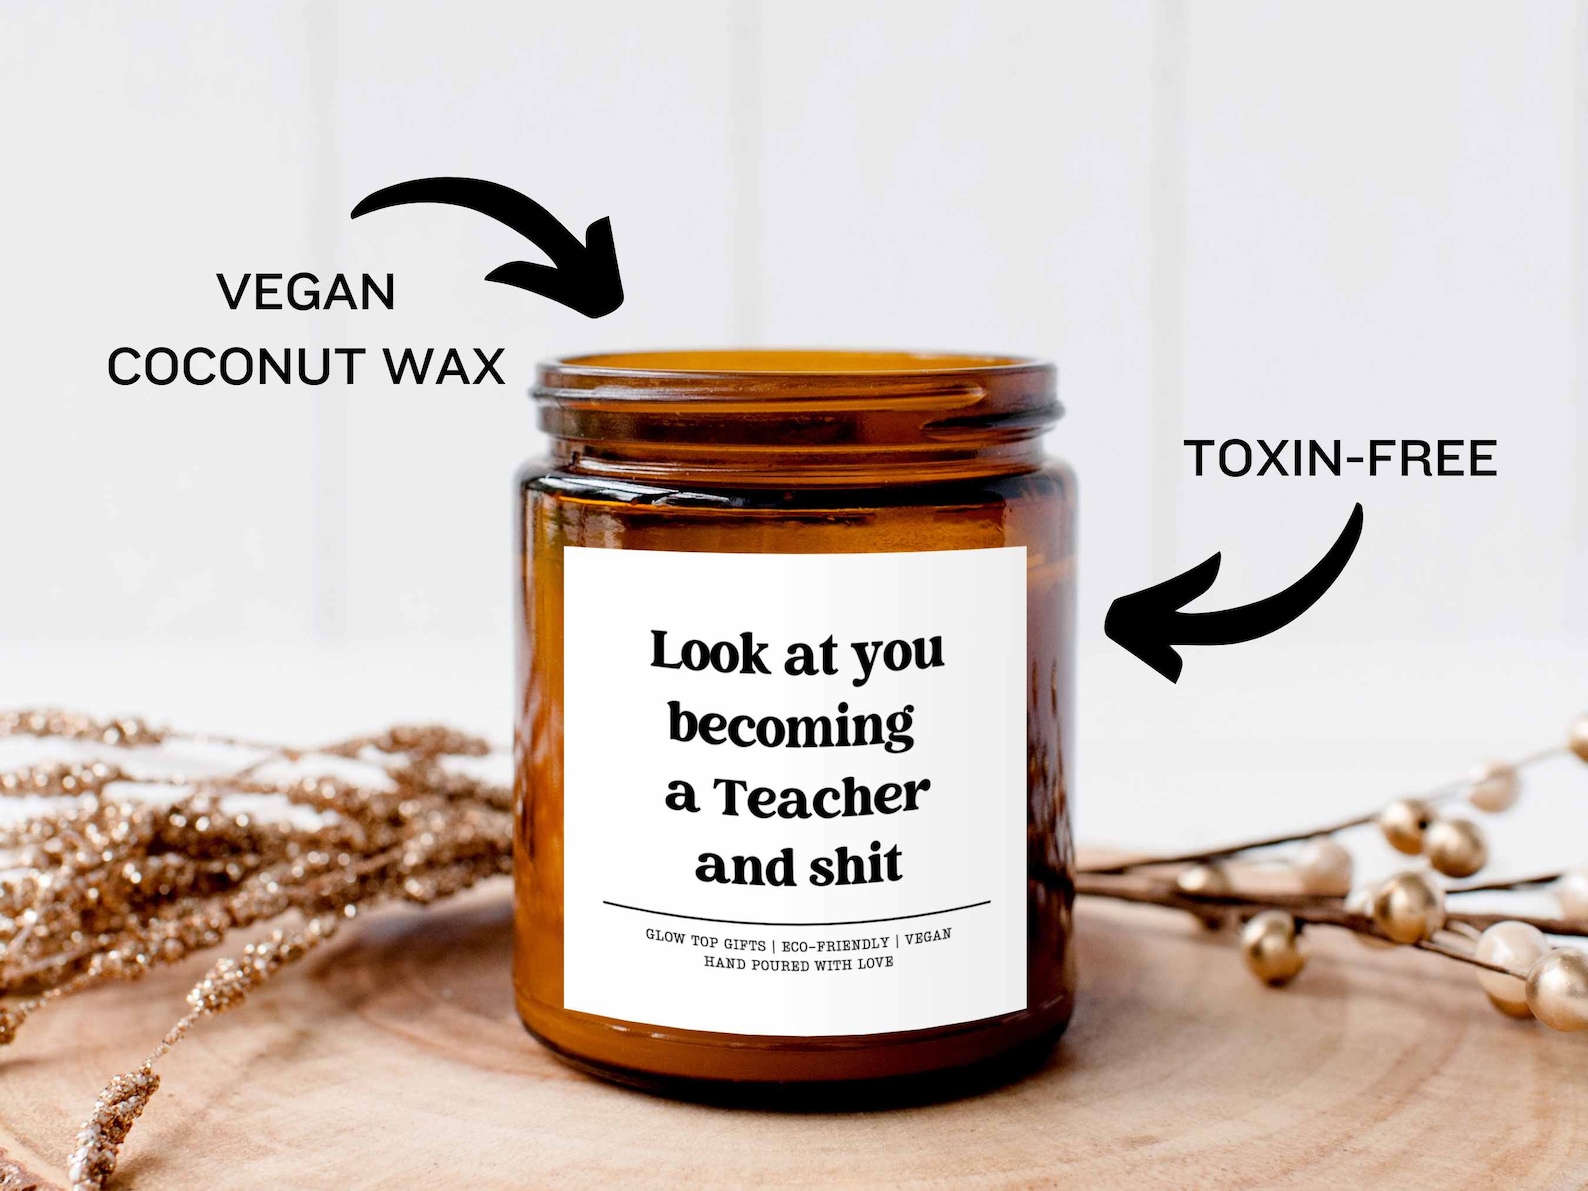 VEGAN
COCONUT WAX
TOXIN-FREE
Look at you
becoming
a Teacher
and shit
GLOW TOP GIFTS | ECO-FRIENDLY | VEGAN
HAND POURED WITH LOVE